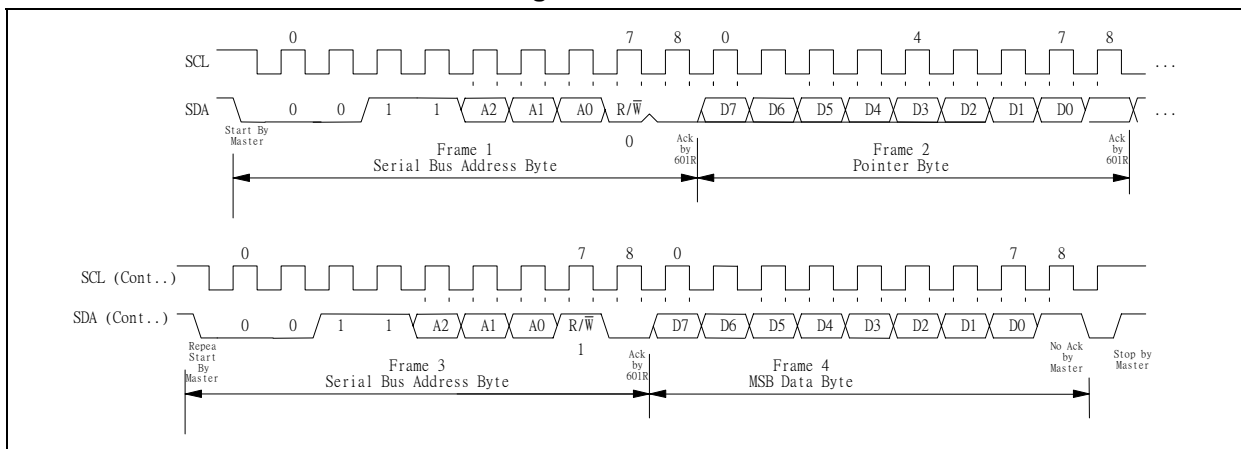 0 7 8 0 4 7 8
SCL ...
SDA 0 0 1 1 A2 A1 A0 R/W̅ D7 D6 D5 D4 D3 D2 D1 D0 ...
0
Start By
Master
Ack
by
601R
Ack
by
601R
Frame 1
Serial Bus Address Byte
Frame 2
Pointer Byte
0 7 8 0 7 8
SCL (Cont..)
SDA (Cont..) 0 0 1 1 A2 A1 A0 R/W̅ D7 D6 D5 D4 D3 D2 D1 D0
1
Repea
Start
By
Master
Ack
by
601R
No Ack
by
Master
Stop by
Master
Frame 3
Serial Bus Address Byte
Frame 4
MSB Data Byte